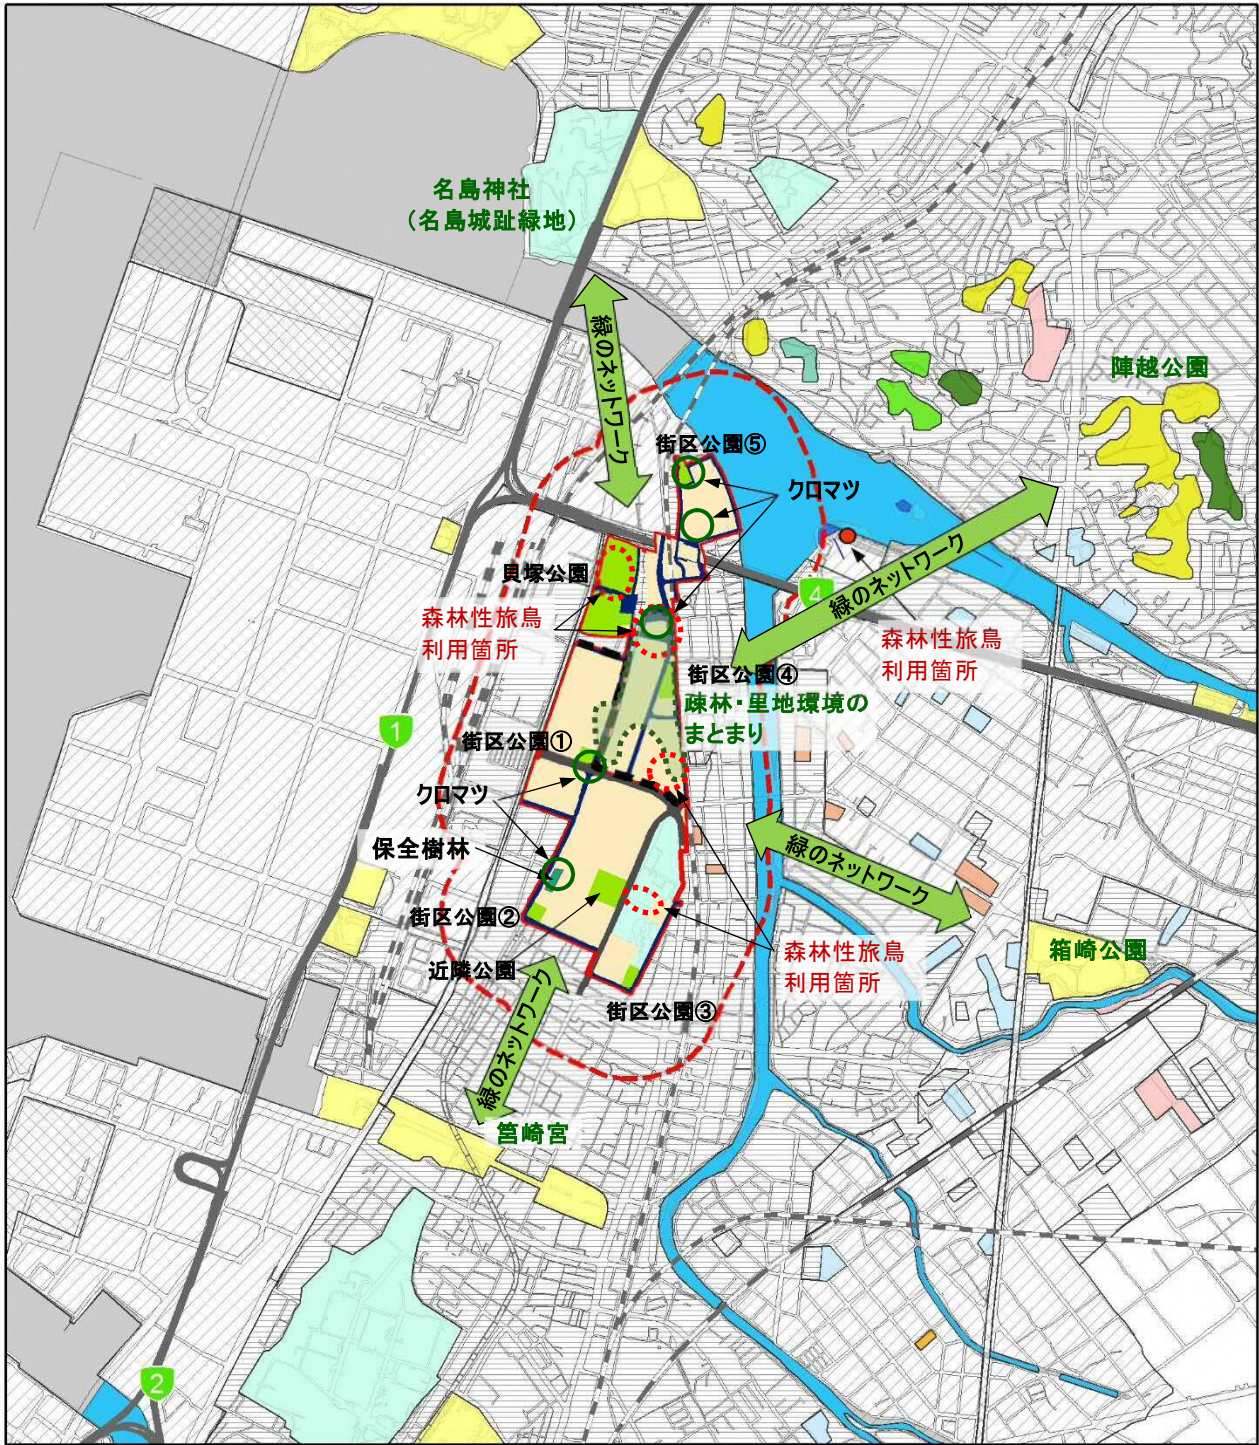 名島神社
（名島城趾緑地）
緑のネットワーク
陣越公園
街区公園⑤
クロマツ
貝塚公園
4
緑のネットワーク
森林性旅鳥
利用箇所
森林性旅鳥
利用箇所
街区公園④
疎林・里地環境の
まとまり
1
街区公園①
クロマツ
保全樹林
緑のネットワーク
街区公園②
箱崎公園
森林性旅鳥
利用箇所
近隣公園
街区公園③
緑のネットワーク
筥崎宮
2